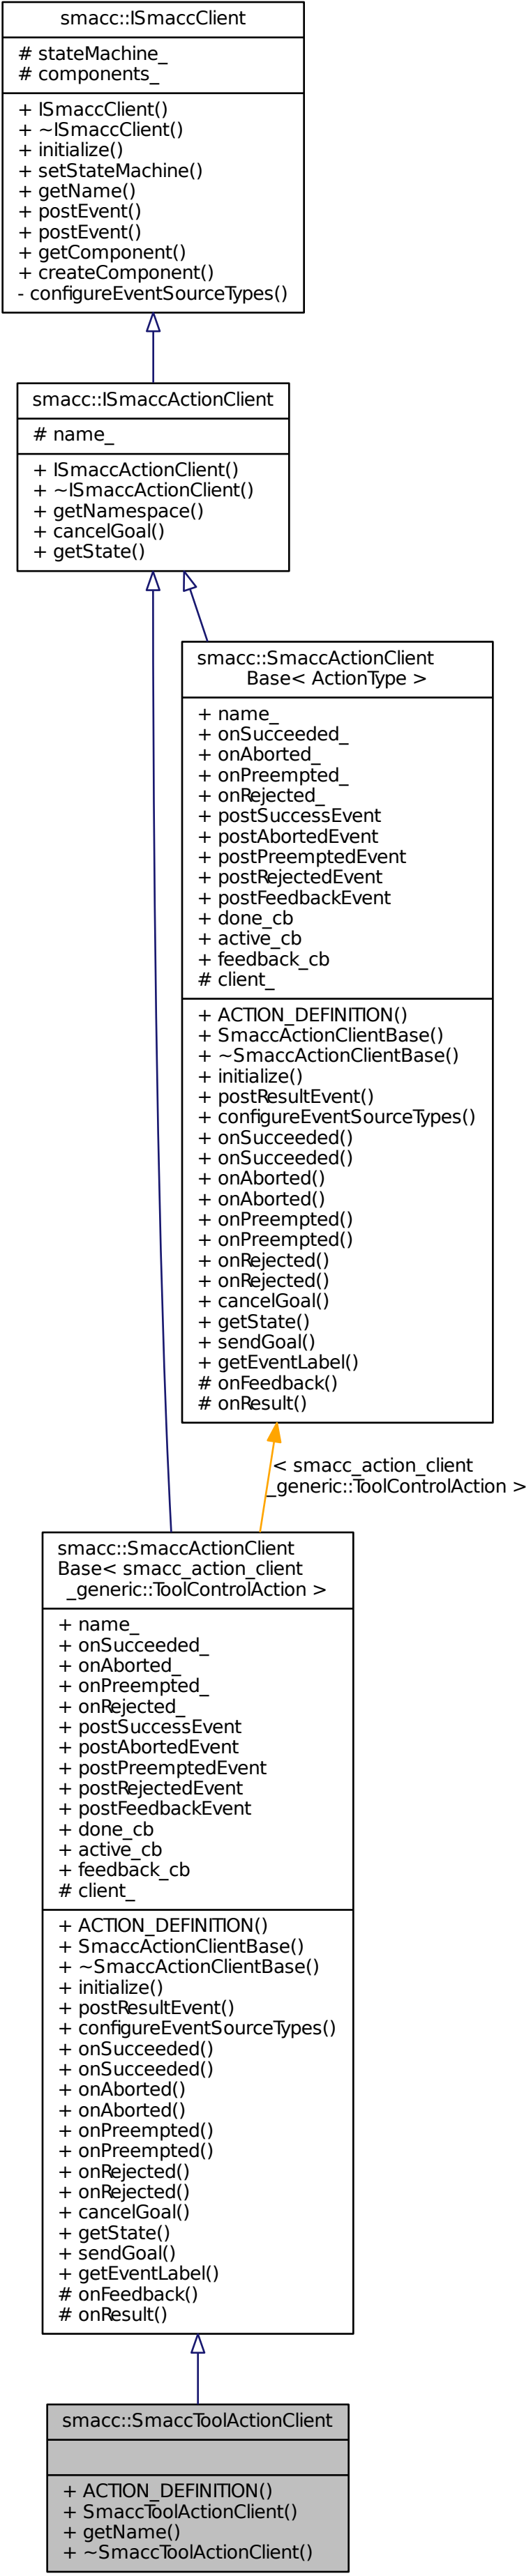 smacc::ISmaccClient
# stateMachine_
# components_
+ ISmaccClient()
+ ~ISmaccClient()
+ initialize()
+ setStateMachine()
+ getName()
+ postEvent()
+ postEvent()
+ getComponent()
+ createComponent()
- configureEventSourceTypes()
smacc::ISmaccActionClient
# name_
+ ISmaccActionClient()
+ ~ISmaccActionClient()
+ getNamespace()
+ cancelGoal()
+ getState()
smacc::SmaccActionClient
Base< ActionType >
+ name_
+ onSucceeded_
+ onAborted_
+ onPreempted_
+ onRejected_
+ postSuccessEvent
+ postAbortedEvent
+ postPreemptedEvent
+ postRejectedEvent
+ postFeedbackEvent
+ done_cb
+ active_cb
+ feedback_cb
# client_
+ ACTION_DEFINITION()
+ SmaccActionClientBase()
+ ~SmaccActionClientBase()
+ initialize()
+ postResultEvent()
+ configureEventSourceTypes()
+ onSucceeded()
+ onSucceeded()
+ onAborted()
+ onAborted()
+ onPreempted()
+ onPreempted()
+ onRejected()
+ onRejected()
+ cancelGoal()
+ getState()
+ sendGoal()
+ getEventLabel()
# onFeedback()
# onResult()
< smacc_action_client
_generic::ToolControlAction >
smacc::SmaccActionClient
Base< smacc_action_client
_generic::ToolControlAction >
+ name_
+ onSucceeded_
+ onAborted_
+ onPreempted_
+ onRejected_
+ postSuccessEvent
+ postAbortedEvent
+ postPreemptedEvent
+ postRejectedEvent
+ postFeedbackEvent
+ done_cb
+ active_cb
+ feedback_cb
# client_
+ ACTION_DEFINITION()
+ SmaccActionClientBase()
+ ~SmaccActionClientBase()
+ initialize()
+ postResultEvent()
+ configureEventSourceTypes()
+ onSucceeded()
+ onSucceeded()
+ onAborted()
+ onAborted()
+ onPreempted()
+ onPreempted()
+ onRejected()
+ onRejected()
+ cancelGoal()
+ getState()
+ sendGoal()
+ getEventLabel()
# onFeedback()
# onResult()
smacc::SmaccToolActionClient
+ ACTION_DEFINITION()
+ SmaccToolActionClient()
+ getName()
+ ~SmaccToolActionClient()